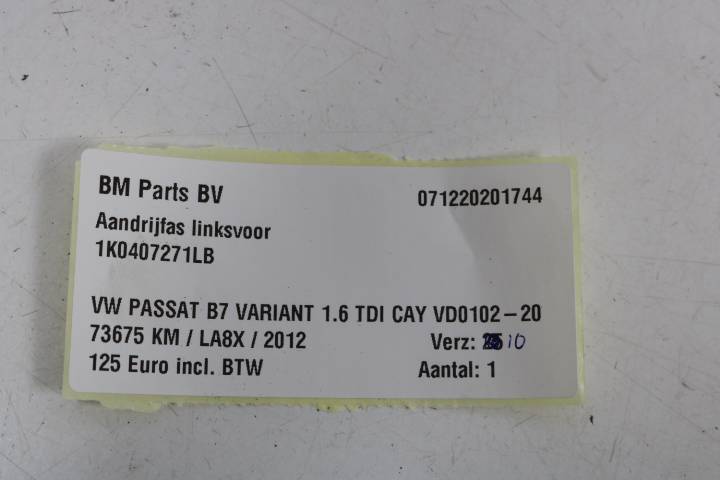 BM Parts BV 071220201744
Aandrijfas linksvoor
1K0407271LB
VW PASSAT B7 VARIANT 1.6 TDI CAY VD0102-20
73675 KM / LA8X / 2012 Verz: 10
125 Euro incl. BTW Aantal: 1